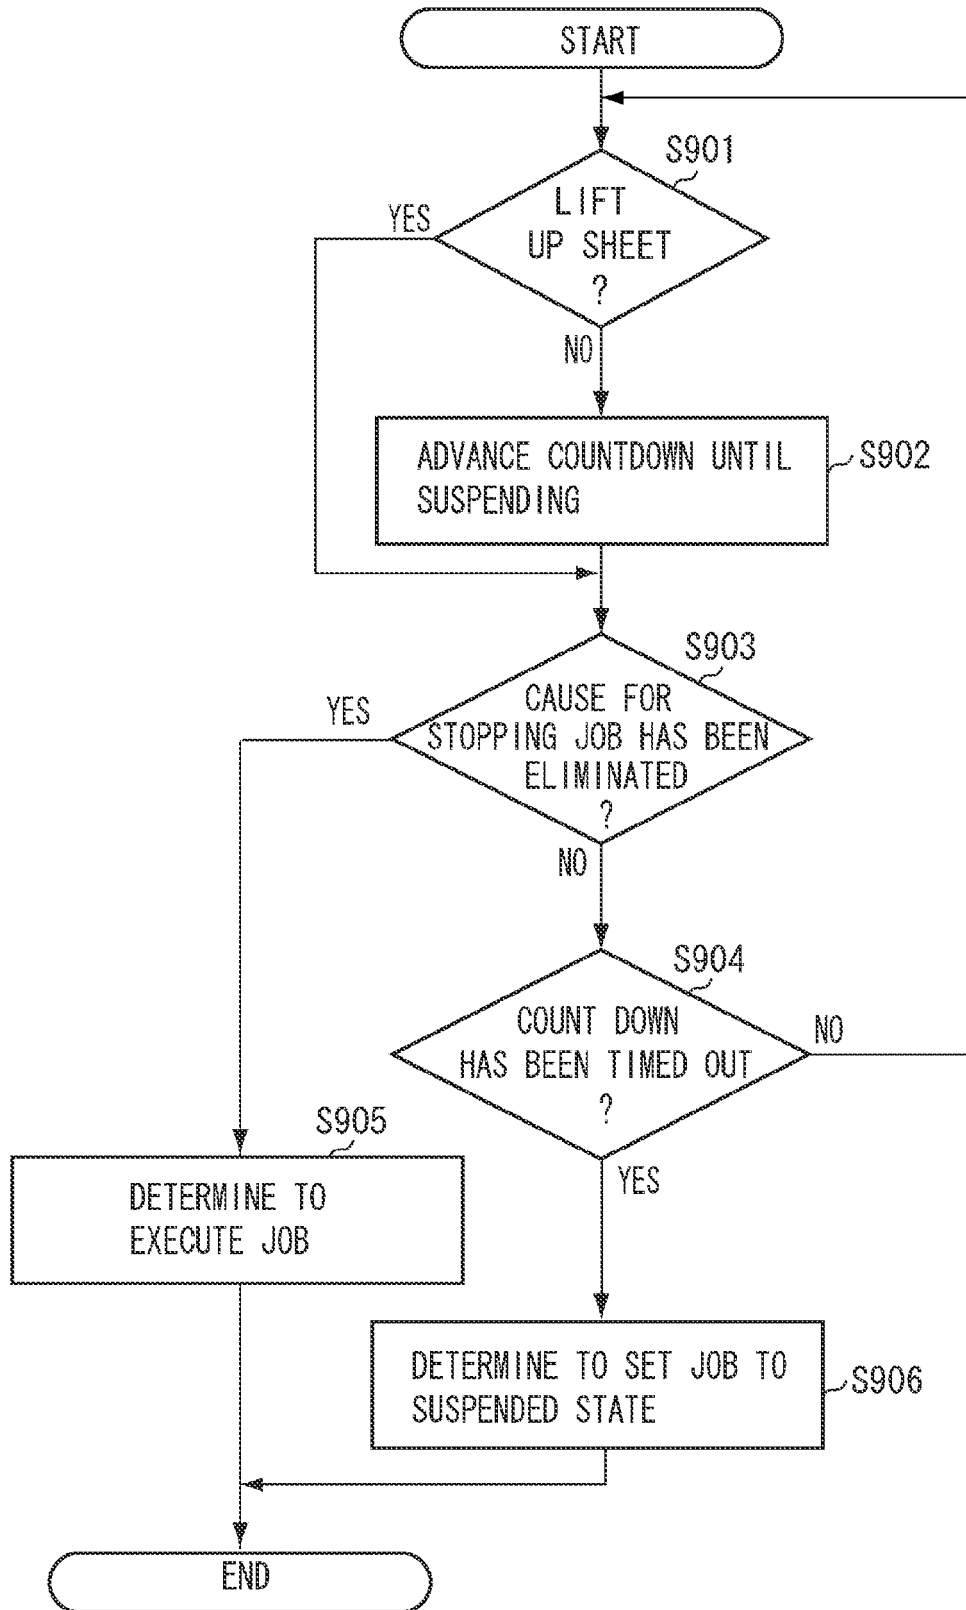 START
S901
LIFT
UP SHEET
?
YES
NO
ADVANCE COUNTDOWN UNTIL
SUSPENDING
S902
S903
CAUSE FOR
STOPPING JOB HAS BEEN
ELIMINATED
?
YES
NO
S904
COUNT DOWN
HAS BEEN TIMED OUT
?
NO
YES
S905
DETERMINE TO
EXECUTE JOB
DETERMINE TO SET JOB TO
SUSPENDED STATE
S906
END